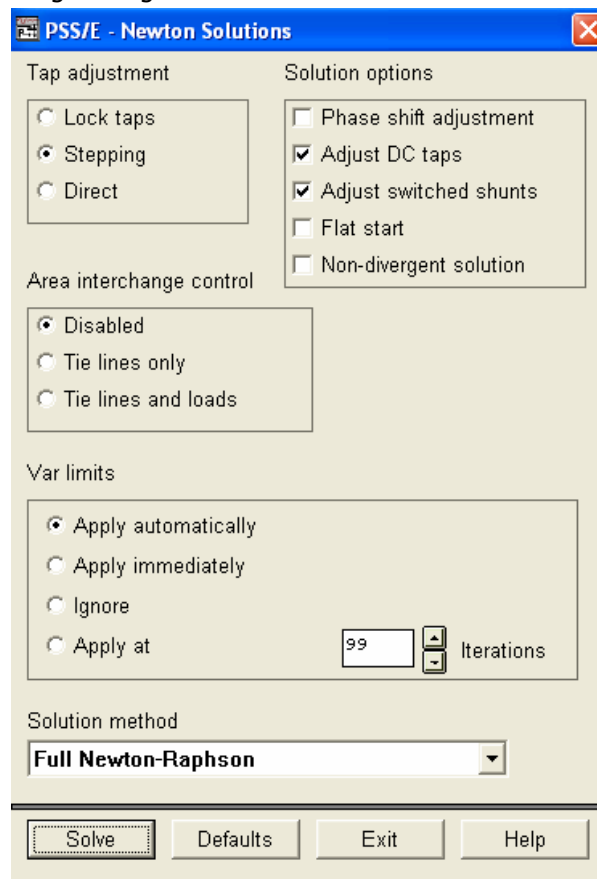 PSS/E - Newton Solutions
Tap adjustment
Lock taps
Stepping
Direct
Solution options
Phase shift adjustment
Adjust DC taps
Adjust switched shunts
Flat start
Non-divergent solution
Area interchange control
Disabled
Tie lines only
Tie lines and loads
Var limits
Apply automatically
Apply immediately
Ignore
Apply at 99 Iterations
Solution method
Full Newton-Raphson
Solve Defaults Exit Help